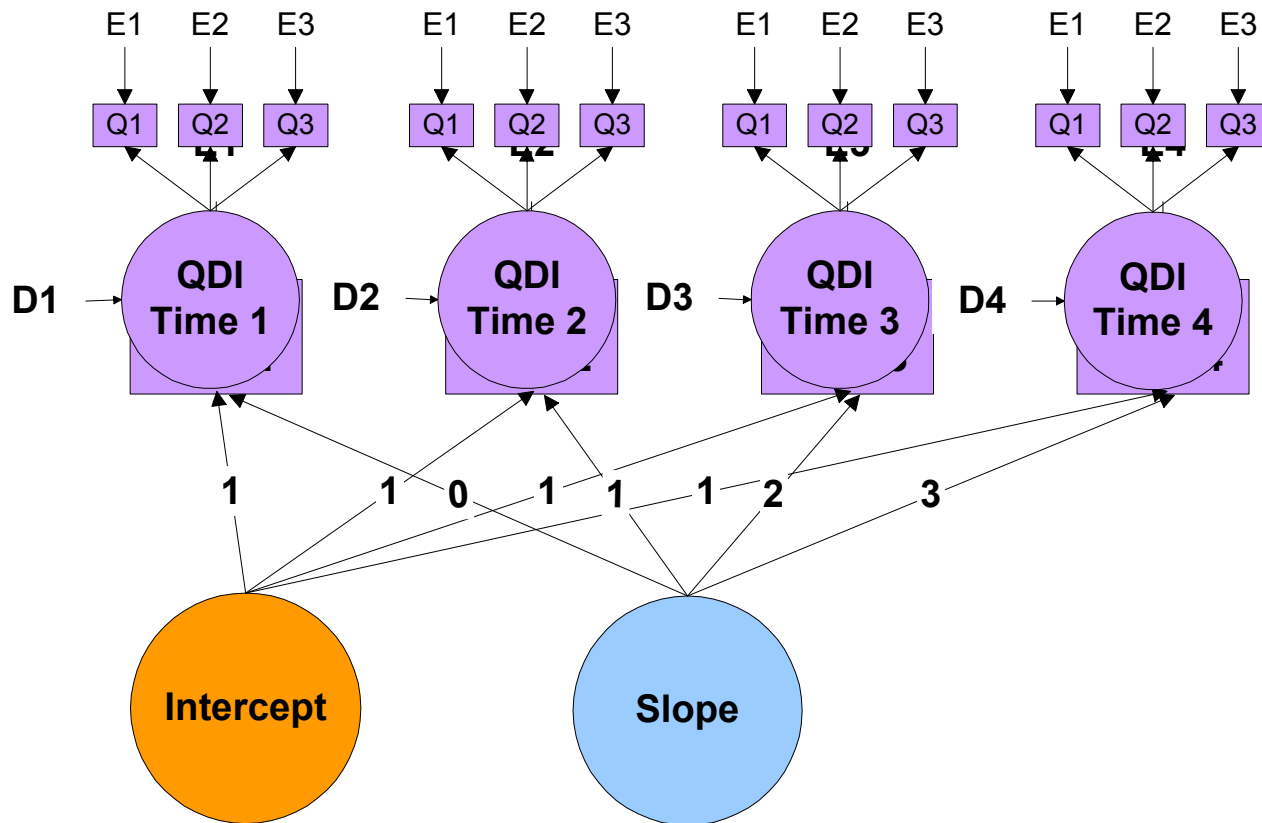 E1 E2 E3 E1 E2 E3 E1 E2 E3 E1 E2 E3
Q1 Q2 Q3 Q1 Q2 Q3 Q1 Q2 Q3 Q1 Q2 Q3
QDI
Time 1
QDI
Time 2
QDI
Time 3
QDI
Time 4
D1 D2 D3 D4
1 1 0 1 1 1 2 3
Intercept
Slope